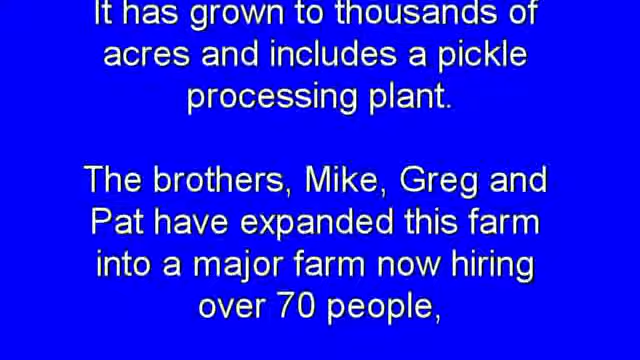 It has grown to thousands of
acres and includes a pickle
processing plant.
The brothers, Mike, Greg and
Pat have expanded this farm
into a major farm now hiring
over 70 people,